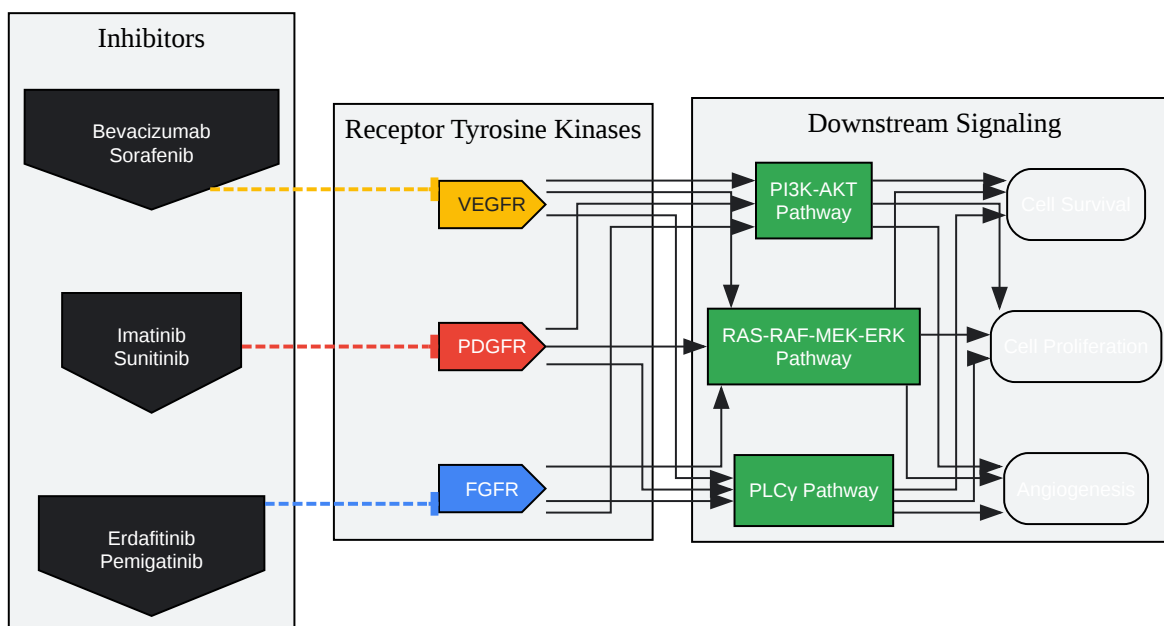 Inhibitors
Bevacizumab
Sorafenib
Imatinib
Sunitinib
Erdafitinib
Pemigatinib
Receptor Tyrosine Kinases
VEGFR
PDGFR
FGFR
Downstream Signaling
PI3K-AKT
Pathway
RAS-RAF-MEK-ERK
Pathway
PLCγ Pathway
Cell Survival
Cell Proliferation
Angiogenesis